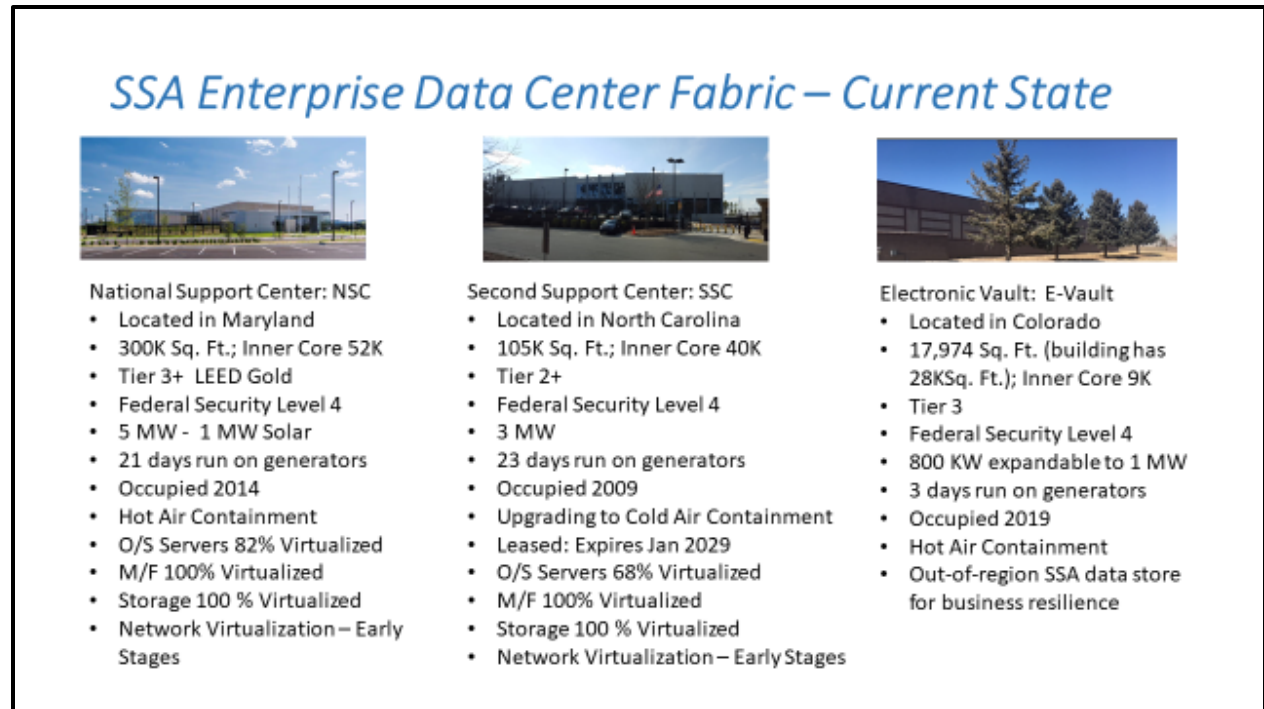 SSA Enterprise Data Center Fabric – Current State
National Support Center: NSC
• Located in Maryland
• 300K Sq. Ft.; Inner Core 52K
• Tier 3+ LEED Gold
• Federal Security Level 4
• 5 MW - 1 MW Solar
• 21 days run on generators
• Occupied 2014
• Hot Air Containment
• O/S Servers 82% Virtualized
• M/F 100% Virtualized
• Storage 100 % Virtualized
• Network Virtualization – Early
Stages
Second Support Center: SSC
• Located in North Carolina
• 105K Sq. Ft.; Inner Core 40K
• Tier 2+
• Federal Security Level 4
• 3 MW
• 23 days run on generators
• Occupied 2009
• Upgrading to Cold Air Containment
• Leased: Expires Jan 2029
• O/S Servers 68% Virtualized
• M/F 100% Virtualized
• Storage 100 % Virtualized
• Network Virtualization – Early Stages
Electronic Vault: E-Vault
• Located in Colorado
• 17,974 Sq. Ft. (building has
28KSq. Ft.); Inner Core 9K
• Tier 3
• Federal Security Level 4
• 800 KW expandable to 1 MW
• 3 days run on generators
• Occupied 2019
• Hot Air Containment
• Out-of-region SSA data store
for business resilience